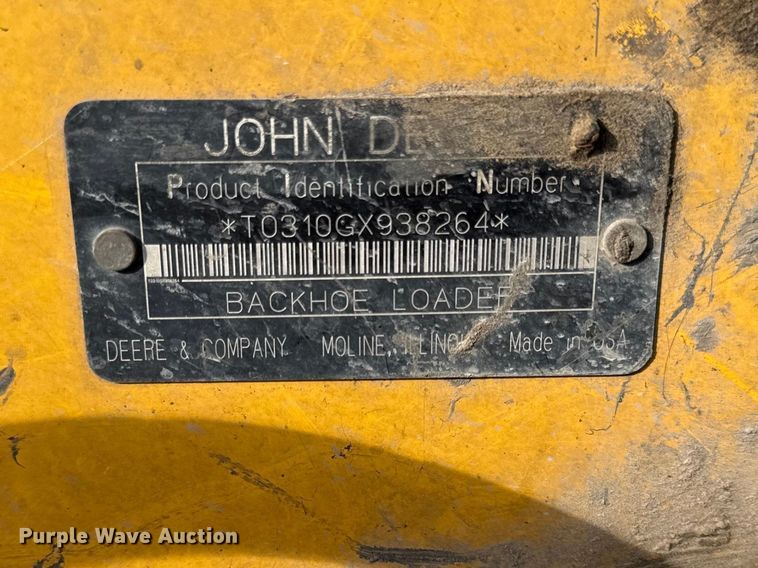 JOHN DE
Product Identification Number
*T0310GX938264*
BACKHOE LOADER
DEERE & COMPANY MOLINE, ILLINOIS Made in USA
Purple Wave Auction